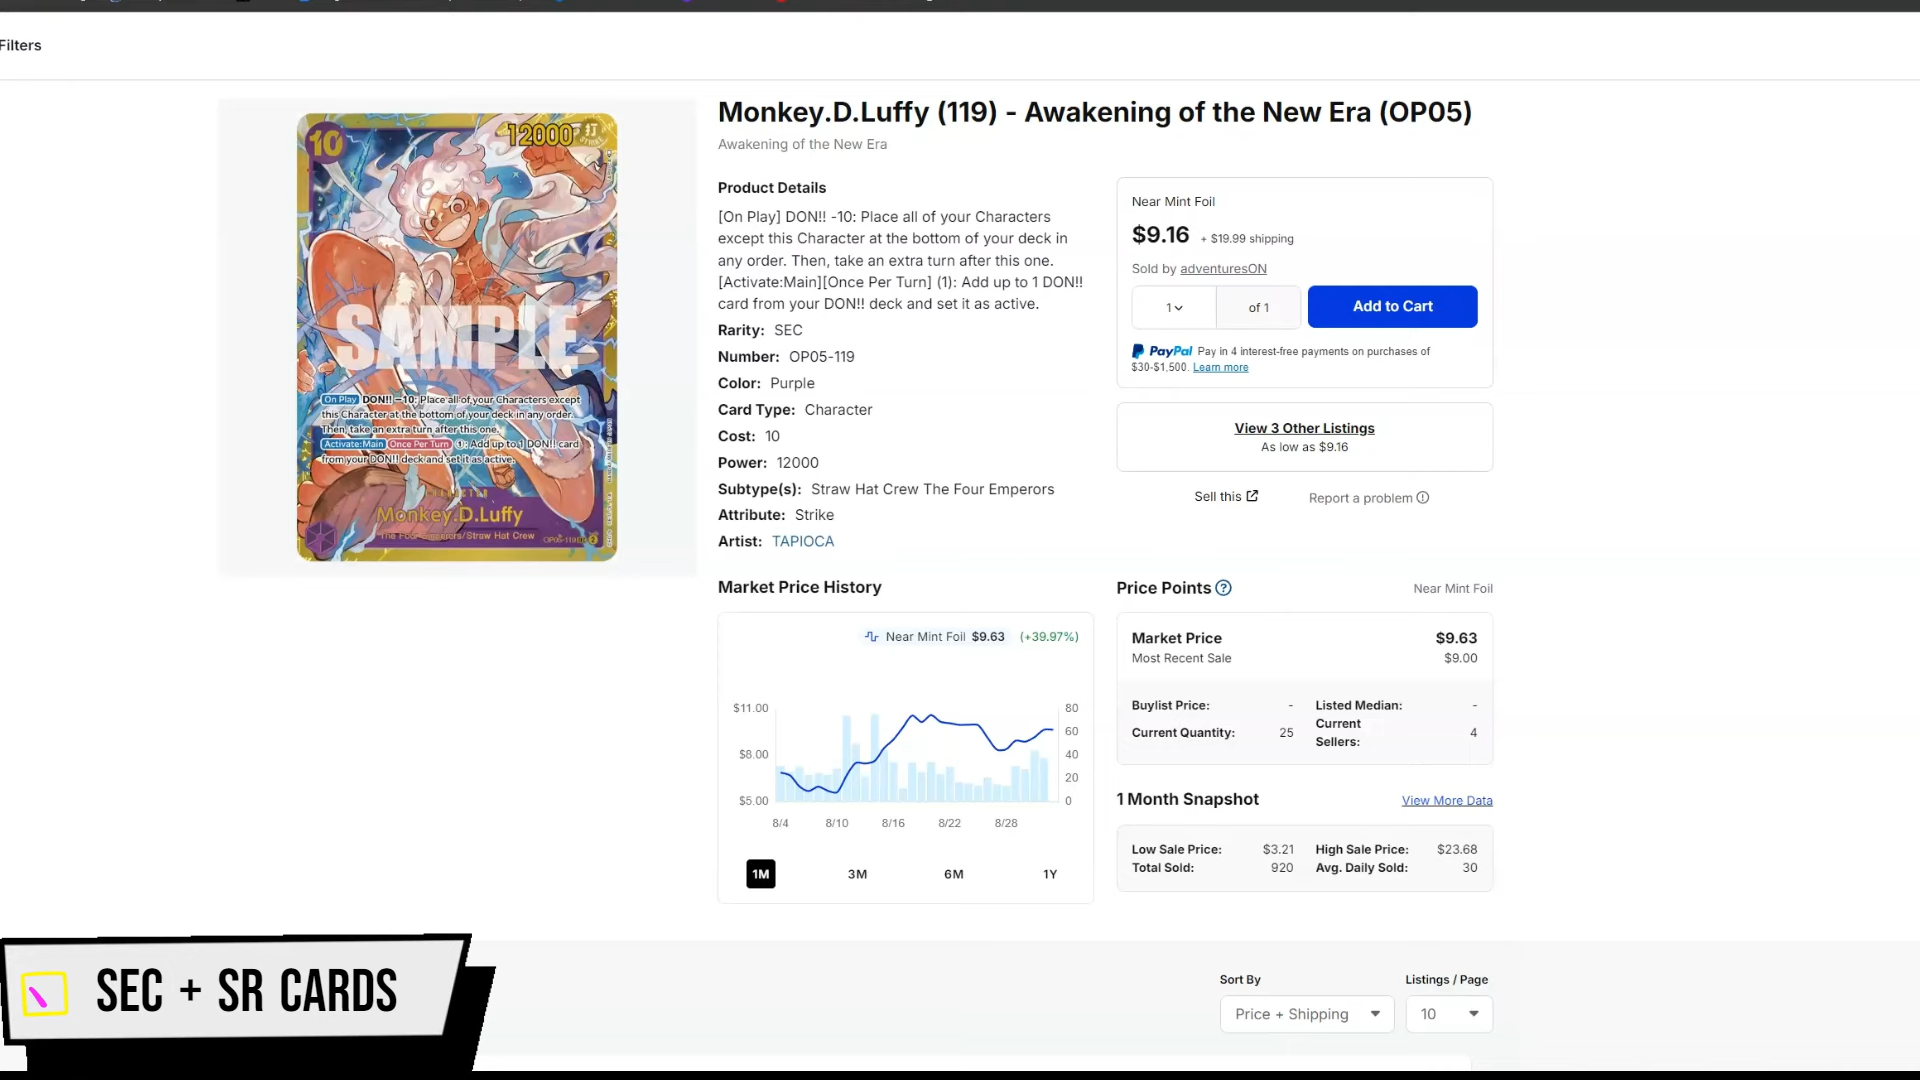 Filters
10
12000
打
STRIKE
SAMPLE
On Play DON!! −10: Place all of your Characters except
this Character at the bottom of your deck in any order.
Then, take an extra turn after this one.
Activate:Main Once Per Turn ①: Add up to 1 DON!! card
from your DON!! deck and set it as active.
CHARACTER
Monkey.D.Luffy
The Four Emperors/Straw Hat Crew
OP05-119
Monkey.D.Luffy (119) - Awakening of the New Era (OP05)
Awakening of the New Era
Product Details
[On Play] DON!! -10: Place all of your Characters
except this Character at the bottom of your deck in
any order. Then, take an extra turn after this one.
[Activate:Main][Once Per Turn] (1): Add up to 1 DON!!
card from your DON!! deck and set it as active.
Rarity: SEC
Number: OP05-119
Color: Purple
Card Type: Character
Cost: 10
Power: 12000
Subtype(s): Straw Hat Crew The Four Emperors
Attribute: Strike
Artist: TAPIOCA
Near Mint Foil
$9.16 + $19.99 shipping
Sold by adventuresON
1 of 1 Add to Cart
PayPal Pay in 4 interest-free payments on purchases of
$30-$1,500. Learn more
View 3 Other Listings
As low as $9.16
Sell this Report a problem
Market Price History
Near Mint Foil $9.63 (+39.97%)
$11.00
$8.00
$5.00
80
60
40
20
0
8/4 8/10 8/16 8/22 8/28
1M 3M 6M 1Y
Price Points ? Near Mint Foil
Market Price $9.63
Most Recent Sale $9.00
Buylist Price: - Listed Median: -
Current Quantity: 25 Current Sellers: 4
1 Month Snapshot View More Data
Low Sale Price: $3.21 High Sale Price: $23.68
Total Sold: 920 Avg. Daily Sold: 30
Sort By Listings / Page
Price + Shipping 10
SEC + SR CARDS